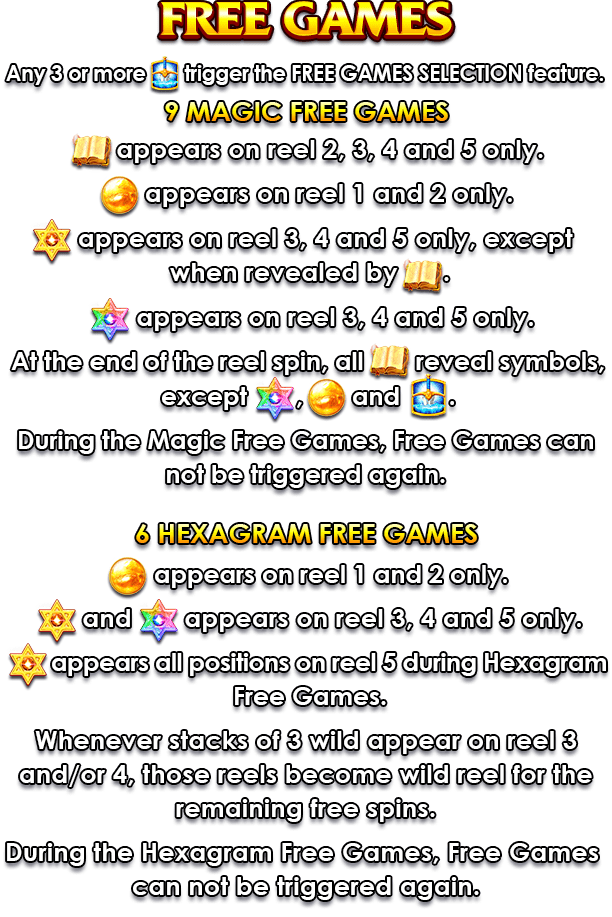 FREE GAMES
Any 3 or more trigger the FREE GAMES SELECTION feature.
9 MAGIC FREE GAMES
appears on reel 2, 3, 4 and 5 only.
appears on reel 1 and 2 only.
appears on reel 3, 4 and 5 only, except
when revealed by .
appears on reel 3, 4 and 5 only.
At the end of the reel spin, all reveal symbols,
except , and .
During the Magic Free Games, Free Games can
not be triggered again.
6 HEXAGRAM FREE GAMES
appears on reel 1 and 2 only.
and appears on reel 3, 4 and 5 only.
appears all positions on reel 5 during Hexagram
Free Games.
Whenever stacks of 3 wild appear on reel 3
and/or 4, those reels become wild reel for the
remaining free spins.
During the Hexagram Free Games, Free Games
can not be triggered again.